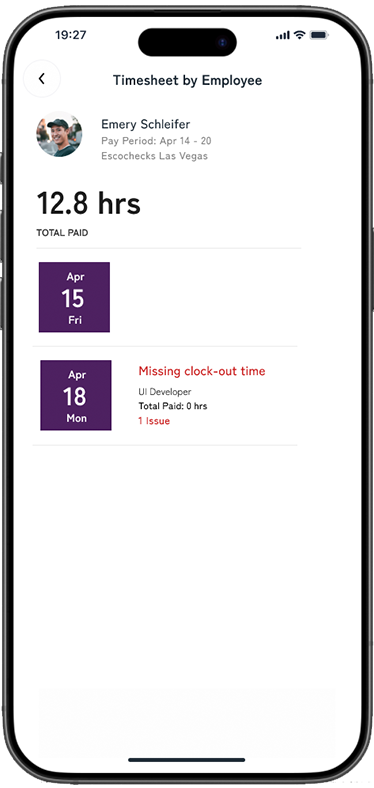 19:27
Timesheet by Employee
Emery Schleifer
Pay Period: Apr 14 - 20
Escochecks Las Vegas
12.8 hrs
TOTAL PAID
Apr
15
Fri
Apr
18
Mon
Missing clock-out time
UI Developer
Total Paid: 0 hrs
1 Issue